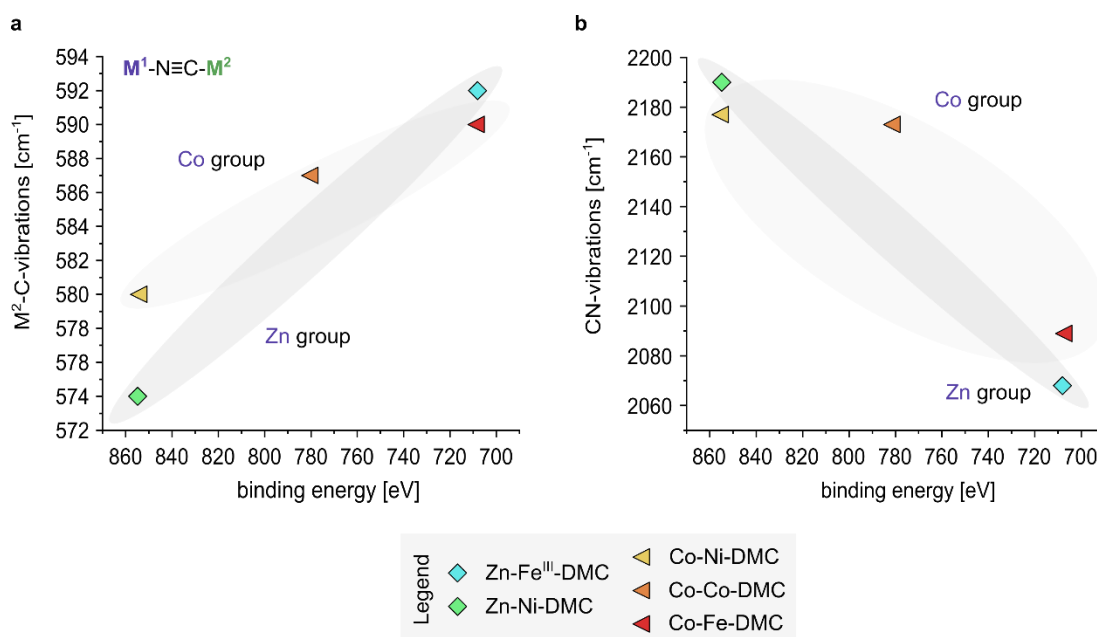 a
M¹-N≡C-M²
594
592
590
588
586
584
582
580
578
576
574
572
M²-C-vibrations [cm⁻¹]
Co group
Zn group
860 840 820 800 780 760 740 720 700
binding energy [eV]
b
2200
2180
2160
2140
2120
2100
2080
2060
CN-vibrations [cm⁻¹]
Co group
Zn group
860 840 820 800 780 760 740 720 700
binding energy [eV]
Legend
Zn-Feᴵᴵᴵ-DMC
Zn-Ni-DMC
Co-Ni-DMC
Co-Co-DMC
Co-Fe-DMC